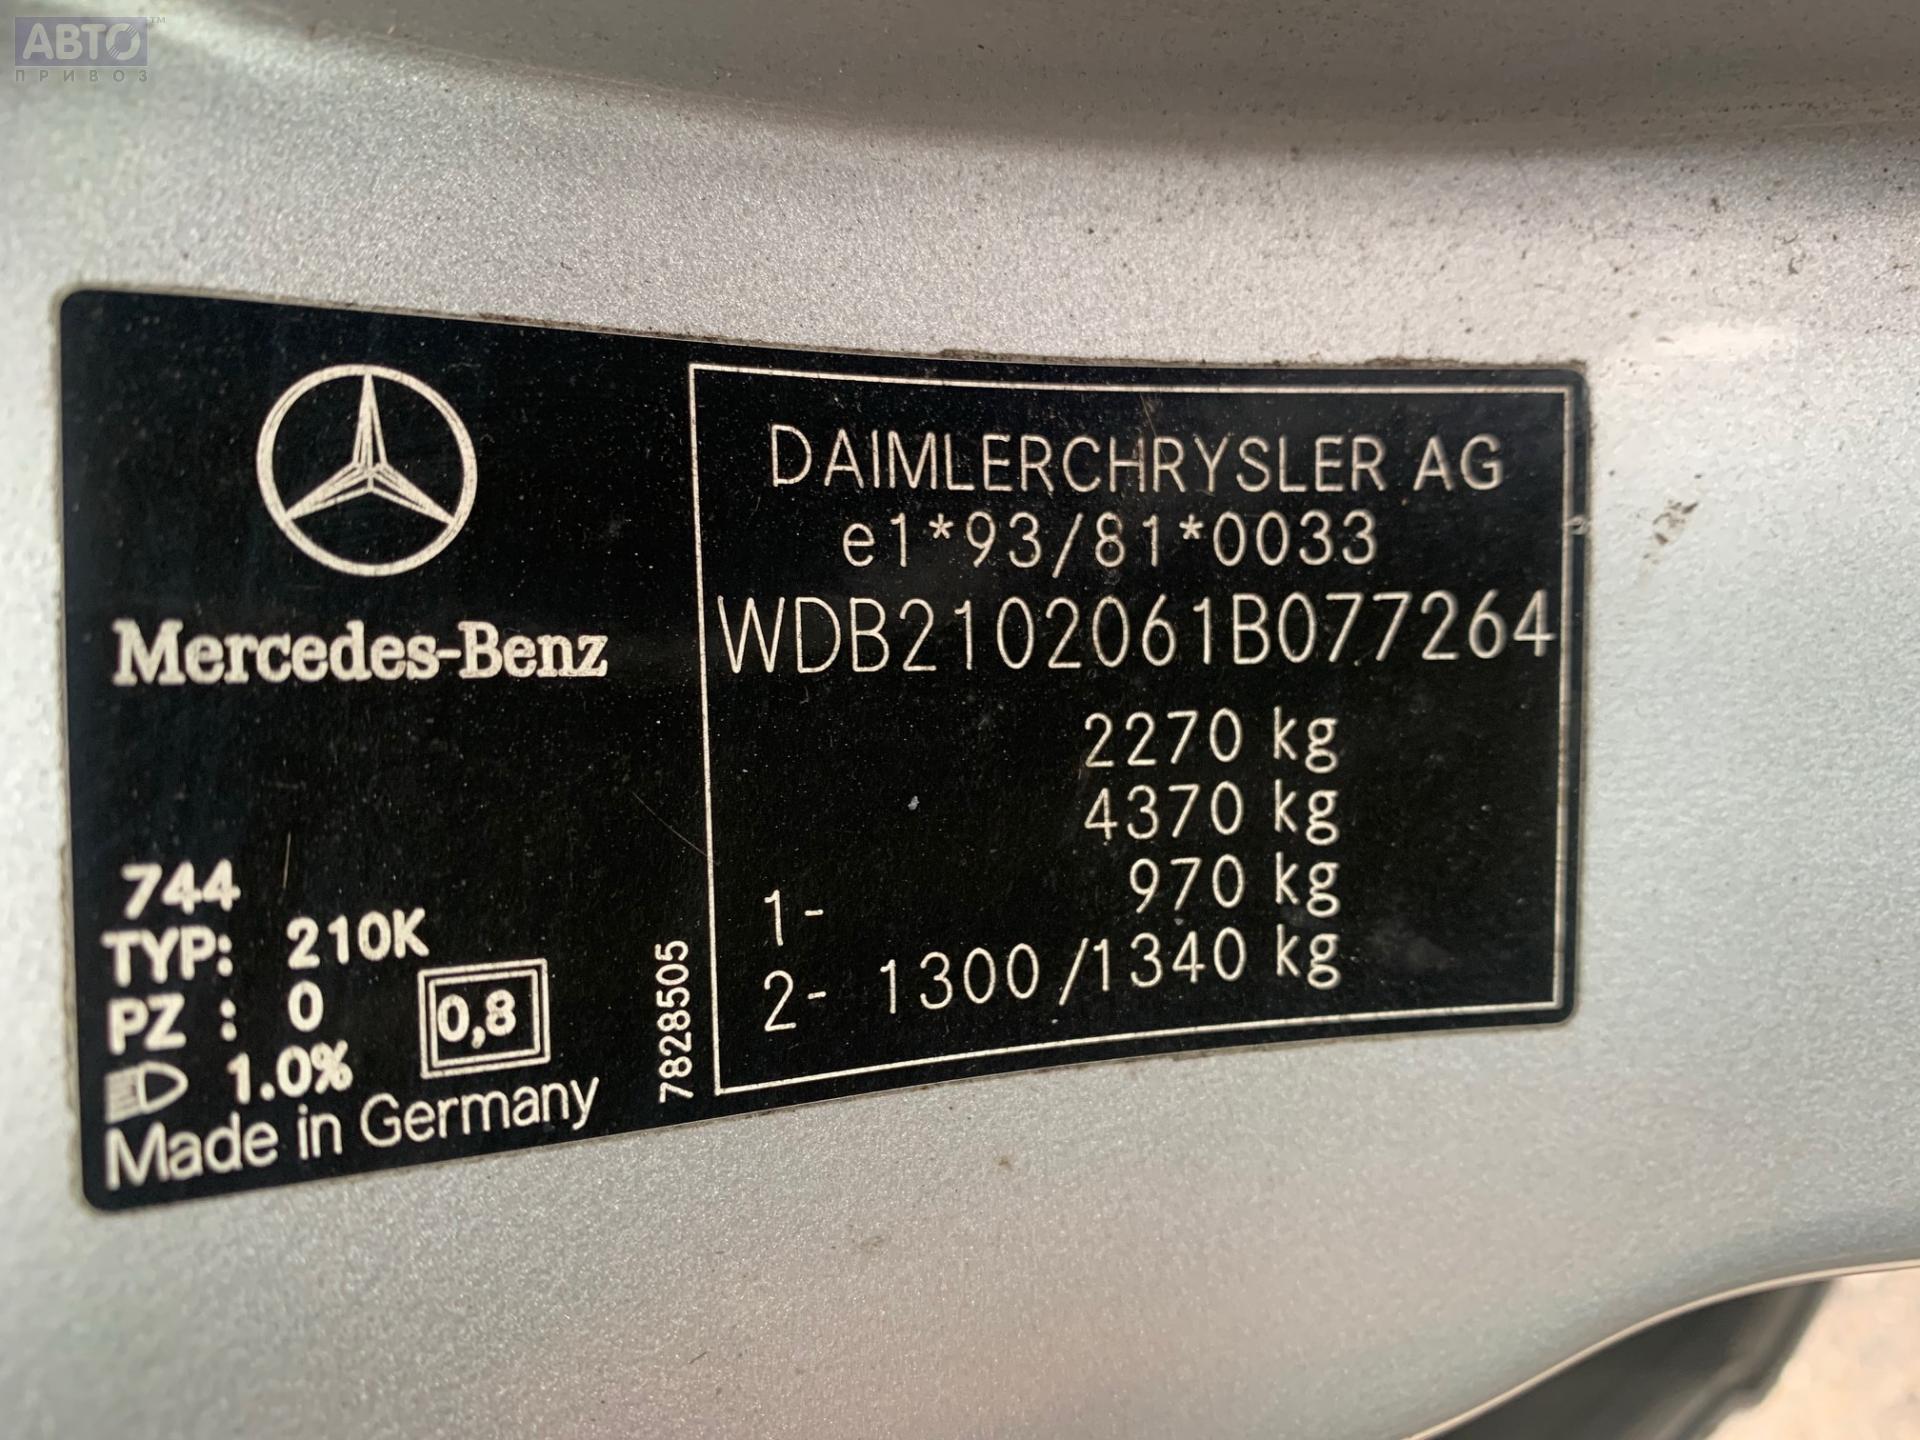 АВТО™
ПРИВОЗ
Mercedes-Benz
744
TYP: 210K
PZ : 0
0,8
1.0%
Made in Germany
7828505
DAIMLERCHRYSLER AG
e1*93/81*0033
WDB2102061B077264
2270 kg
4370 kg
1- 970 kg
2- 1300/1340 kg